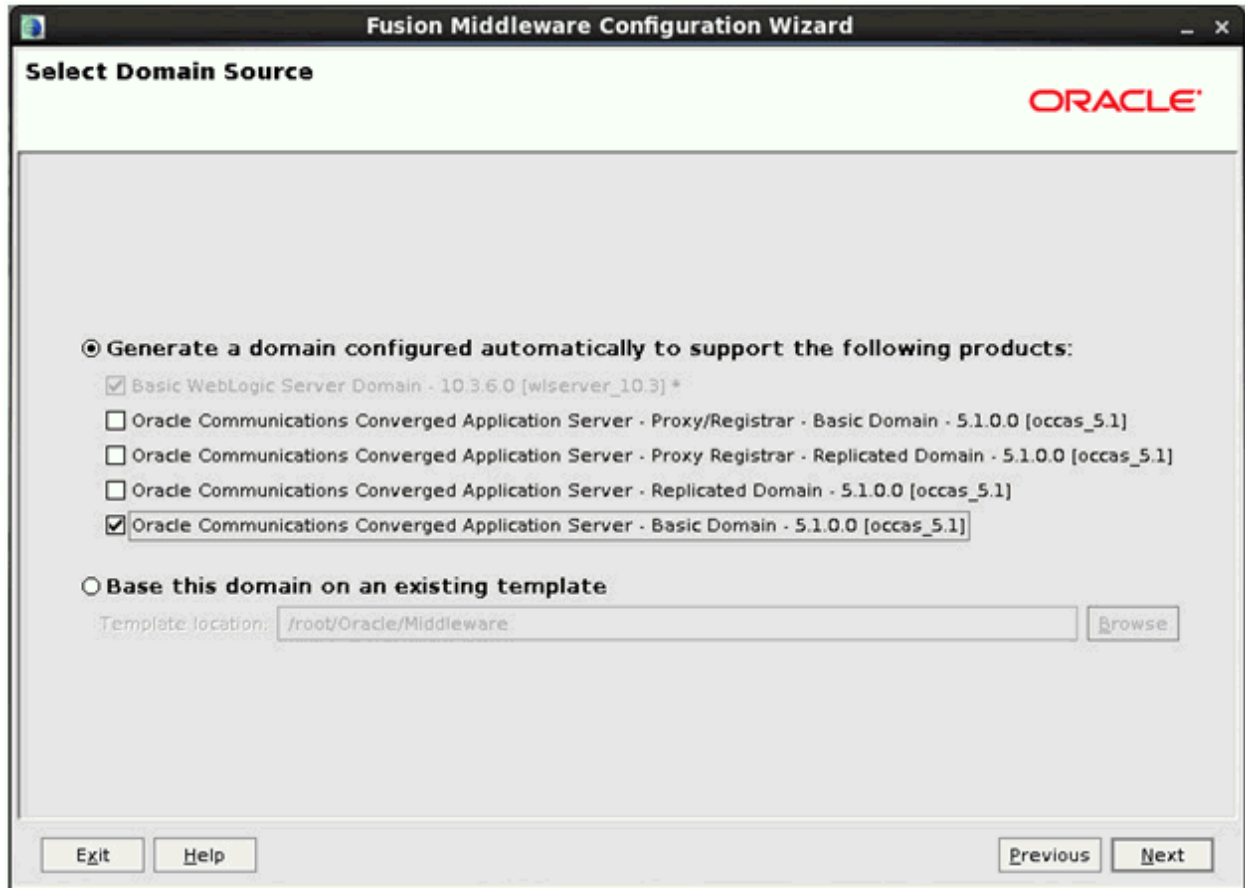 Fusion Middleware Configuration Wizard
Select Domain Source
ORACLE
Generate a domain configured automatically to support the following products:
Basic WebLogic Server Domain - 10.3.6.0 [wlserver_10.3] *
Oracle Communications Converged Application Server - Proxy/Registrar - Basic Domain - 5.1.0.0 [occas_5.1]
Oracle Communications Converged Application Server - Proxy Registrar - Replicated Domain - 5.1.0.0 [occas_5.1]
Oracle Communications Converged Application Server - Replicated Domain - 5.1.0.0 [occas_5.1]
Oracle Communications Converged Application Server - Basic Domain - 5.1.0.0 [occas_5.1]
Base this domain on an existing template
Template location: /root/Oracle/Middleware Browse
Exit Help Previous Next